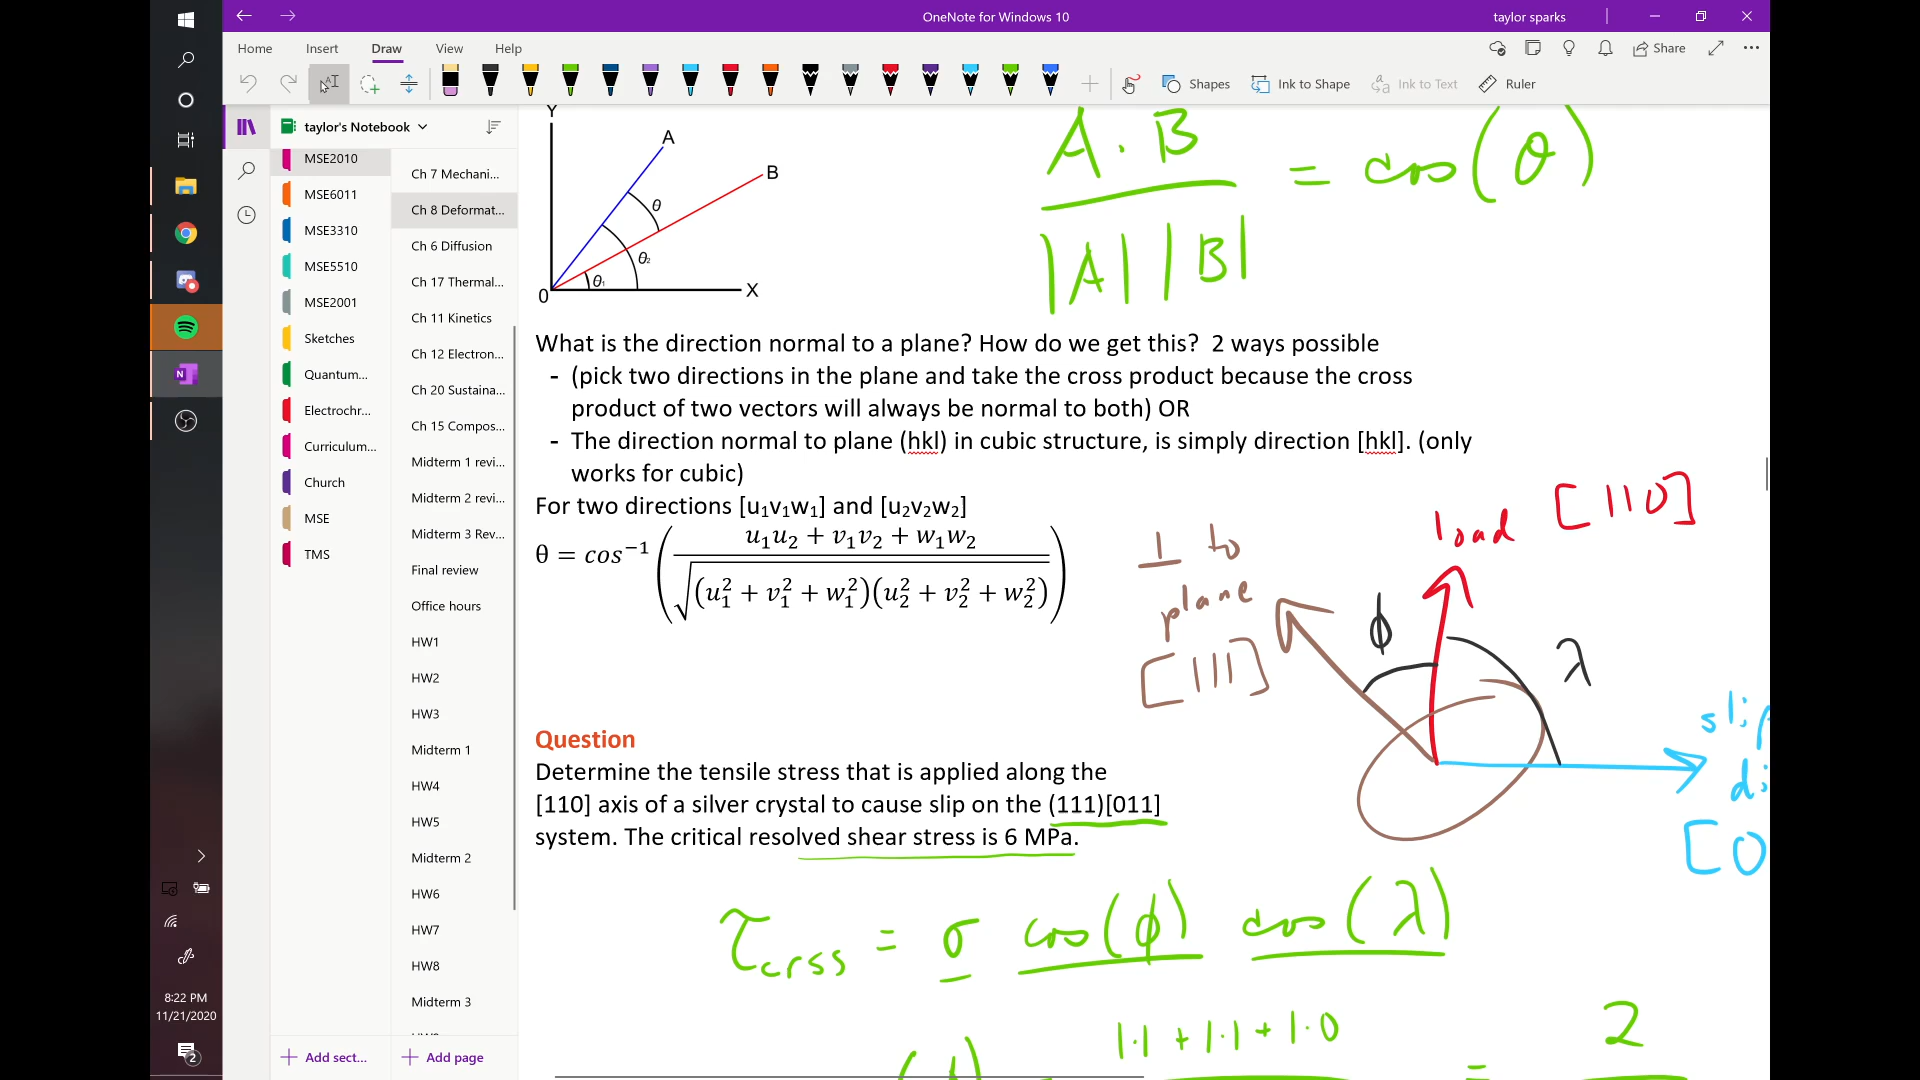 OneNote for Windows 10
taylor sparks
Home Insert Draw View Help
Share
Shapes Ink to Shape Ink to Text Ruler
taylor's Notebook
MSE2010
MSE6011
MSE3310
MSE5510
MSE2001
Sketches
Quantum...
Electrochr...
Curriculum...
Church
MSE
TMS
Add sect...
Ch 7 Mechani...
Ch 8 Deformat...
Ch 6 Diffusion
Ch 17 Thermal...
Ch 11 Kinetics
Ch 12 Electron...
Ch 20 Sustaina...
Ch 15 Compos...
Midterm 1 revi...
Midterm 2 revi...
Midterm 3 Rev...
Final review
Office hours
HW1
HW2
HW3
Midterm 1
HW4
HW5
Midterm 2
HW6
HW7
HW8
Midterm 3
Add page
Y
A
B
θ
θ₂
θ₁
0
X
A · B / |A| |B| = cos(θ)
What is the direction normal to a plane? How do we get this? 2 ways possible
- (pick two directions in the plane and take the cross product because the cross
product of two vectors will always be normal to both) OR
- The direction normal to plane (hkl) in cubic structure, is simply direction [hkl]. (only
works for cubic)
For two directions [u₁v₁w₁] and [u₂v₂w₂]
θ = cos⁻¹ ( u₁u₂ + v₁v₂ + w₁w₂ / √(u₁² + v₁² + w₁²)(u₂² + v₂² + w₂²) )
load [110]
⊥ to
plane
[111]
ϕ
λ
Question
Determine the tensile stress that is applied along the
[110] axis of a silver crystal to cause slip on the (111)[011]
system. The critical resolved shear stress is 6 MPa.
τcrss = σ cos(ϕ) cos(λ)
1·1 + 1·1 + 1·0
= 2
8:22 PM
11/21/2020
2